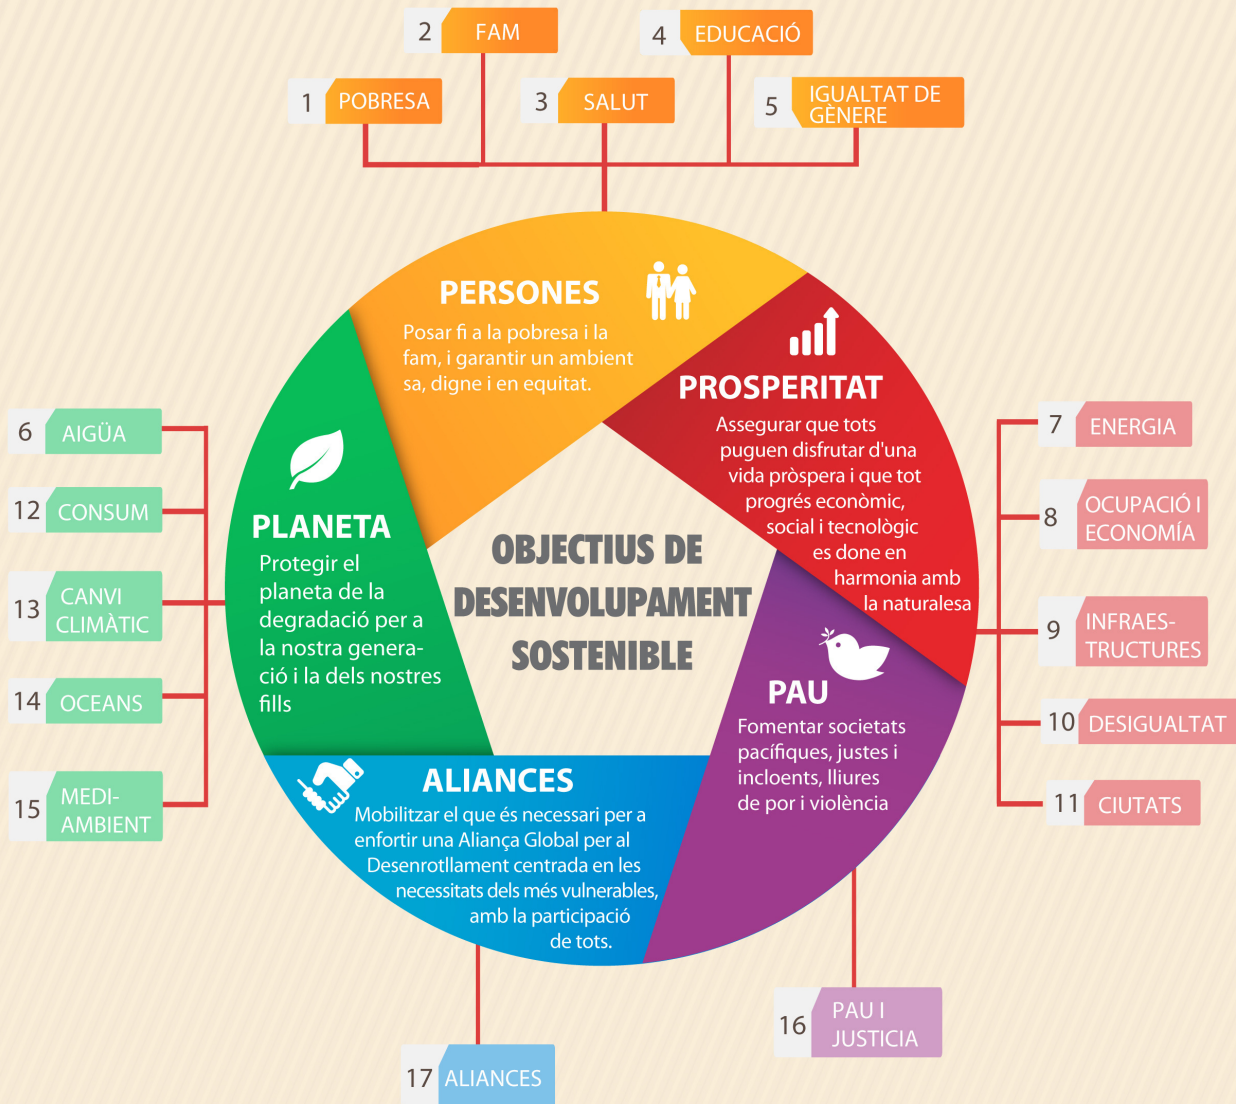 2 FAM
4 EDUCACIÓ
1 POBRESA
3 SALUT
5 IGUALTAT DE
GÈNERE
PERSONES
Posar fi a la pobresa i la
fam, i garantir un ambient
sa, digne i en equitat.
PROSPERITAT
Assegurar que tots
puguen disfrutar d'una
vida pròspera i que tot
progrés econòmic,
social i tecnològic
es done en
harmonia amb
la naturalesa
6 AIGÜA
12 CONSUM
13 CANVI
CLIMÀTIC
14 OCEANS
15 MEDI-
AMBIENT
PLANETA
Protegir el
planeta de la
degradació per a
la nostra genera-
ció i la dels nostres
fills
OBJECTIUS DE
DESENVOLUPAMENT
SOSTENIBLE
7 ENERGIA
8 OCUPACIÓ I
ECONOMÍA
9 INFRAES-
TRUCTURES
10 DESIGUALTAT
11 CIUTATS
PAU
Fomentar societats
pacífiques, justes i
incloents, lliures
de por i violència
ALIANCES
Mobilitzar el que és necessari per a
enfortir una Aliança Global per al
Desenrotllament centrada en les
necessitats dels més vulnerables,
amb la participació
de tots.
16 PAU I
JUSTICIA
17 ALIANCES